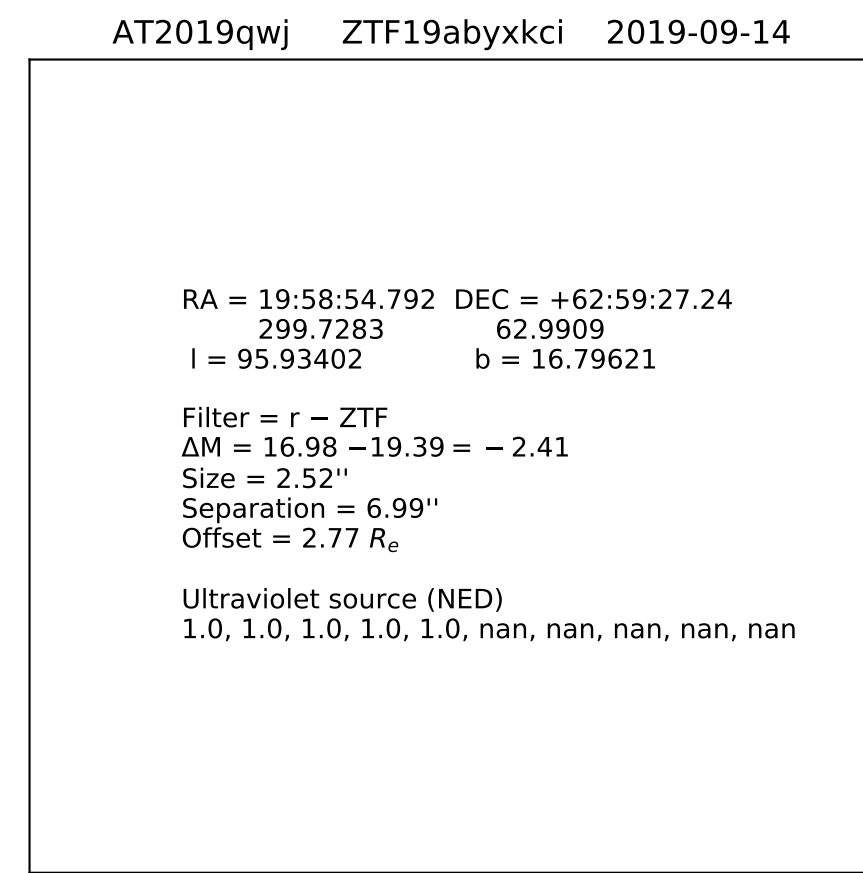 AT2019qwj ZTF19abyxkci 2019-09-14
RA = 19:58:54.792 DEC = +62:59:27.24
299.7283 62.9909
l = 95.93402 b = 16.79621
Filter = r − ZTF
ΔM = 16.98 −19.39 = − 2.41
Size = 2.52''
Separation = 6.99''
Offset = 2.77 Re
Ultraviolet source (NED)
1.0, 1.0, 1.0, 1.0, 1.0, nan, nan, nan, nan, nan